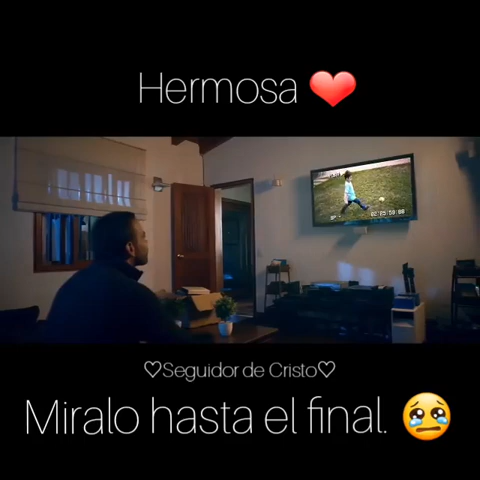 Hermosa ❤
♡Seguidor de Cristo♡
Miralo hasta el final. 😢